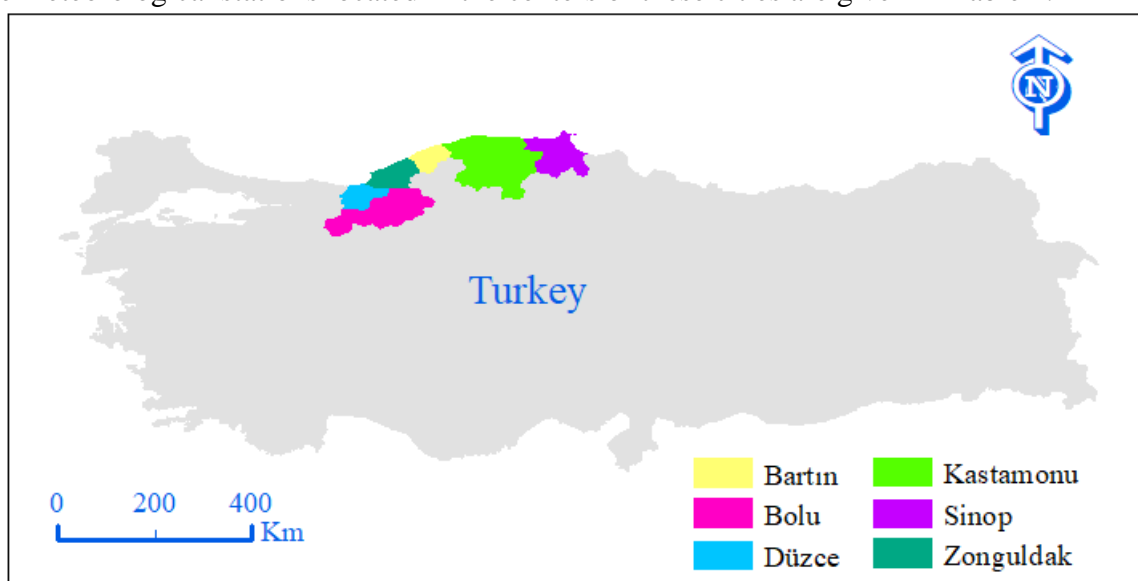 N
Turkey
0 200 400
Km
Bartın Kastamonu
Bolu Sinop
Düzce Zonguldak